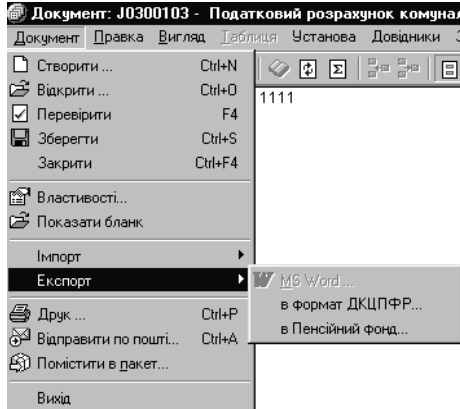 Документ: J0300103 - Податковий розрахунок комуна
Документ Правка Вигляд Таблиця Установа Довідники
Створити ... Ctrl+N
Відкрити ... Ctrl+O
1111
Перевірити F4
Зберегти Ctrl+S
Закрити Ctrl+F4
Властивості...
Показати бланк
Імпорт
Експорт
MS Word ...
в формат ДКЦПФР...
в Пенсійний фонд...
Друк ... Ctrl+P
Відправити по пошті... Ctrl+A
Помістити в пакет...
Вихід